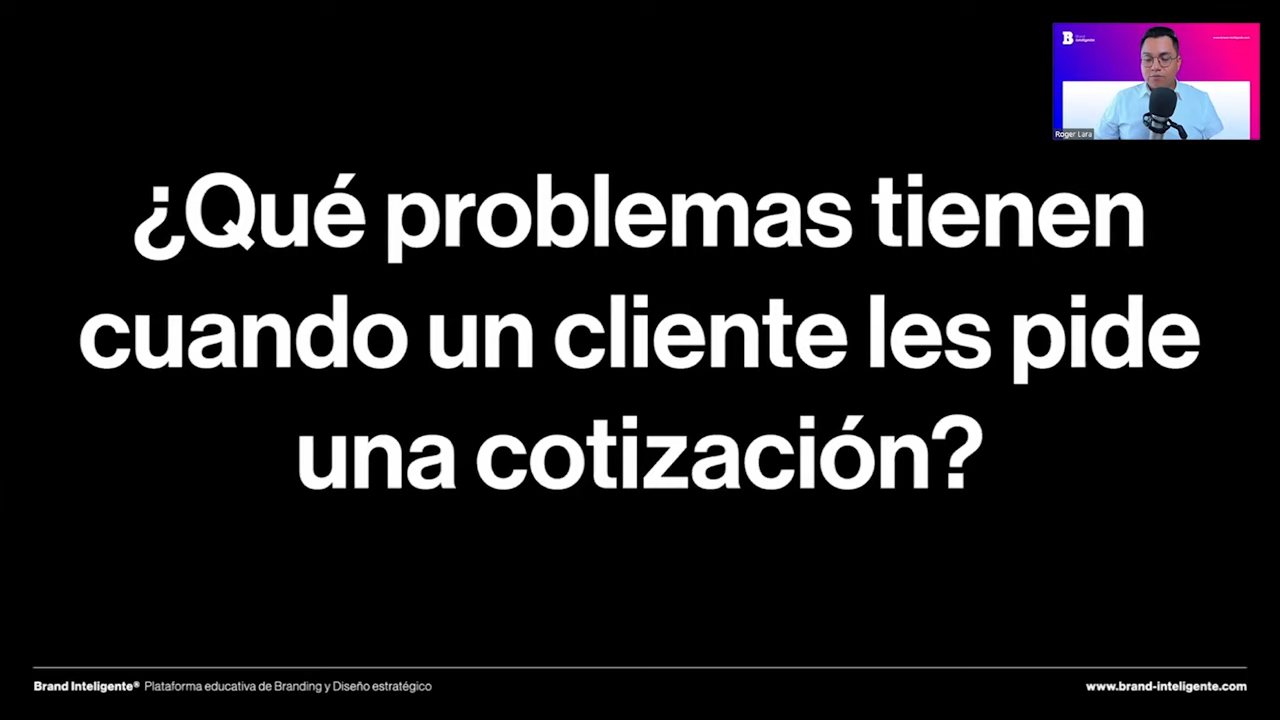 ¿Qué problemas tienen
cuando un cliente les pide
una cotización?
Roger Lara
Brand Inteligente® Plataforma educativa de Branding y Diseño estratégico
www.brand-inteligente.com